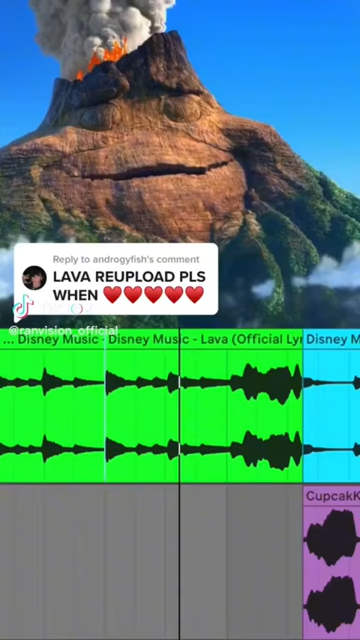 Reply to androgyfish's comment
LAVA REUPLOAD PLS
WHEN ❤️❤️❤️❤️❤️
@ranvision_official
... Disney Music - Disney Music - Lava (Official Lyr Disney M
CupcakK